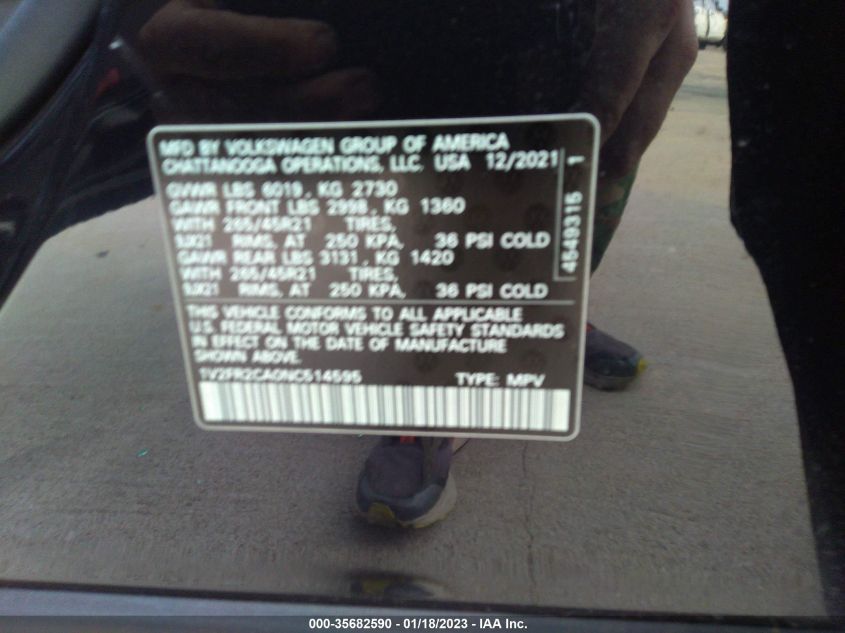 MFD BY VOLKSWAGEN GROUP OF AMERICA
CHATTANOOGA OPERATIONS, LLC. USA 12/2021
GVWR LBS 6019, KG 2730
GAWR FRONT LBS 2998, KG 1360
WITH 265/45R21 TIRES,
9JX21 RIMS, AT 250 KPA, 36 PSI COLD
GAWR REAR LBS 3131, KG 1420
WITH 265/45R21 TIRES,
9JX21 RIMS, AT 250 KPA, 36 PSI COLD
4549315 1
THIS VEHICLE CONFORMS TO ALL APPLICABLE
U.S. FEDERAL MOTOR VEHICLE SAFETY STANDARDS
IN EFFECT ON THE DATE OF MANUFACTURE
SHOWN ABOVE.
1V2FR2CA0NC514595 TYPE: MPV
000-35682590 - 01/18/2023 - IAA Inc.